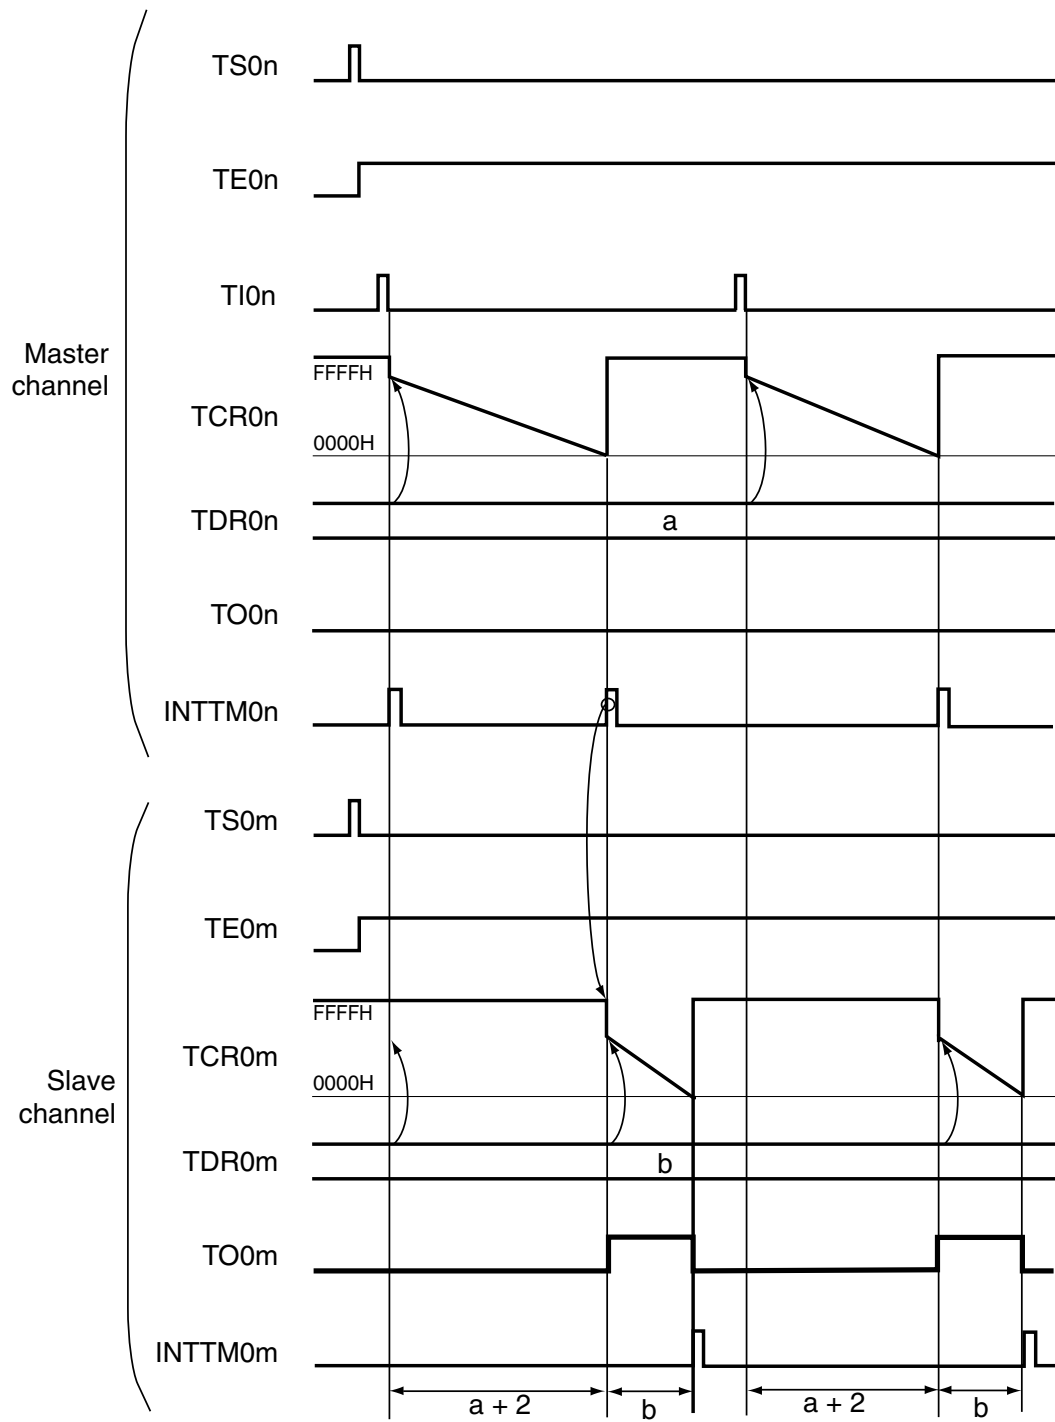 TS0n
TE0n
TI0n
Master
channel
FFFFH
TCR0n
0000H
TDR0n
a
TO0n
INTTM0n
TS0m
TE0m
FFFFH
TCR0m
0000H
Slave
channel
TDR0m
b
TO0m
INTTM0m
a + 2
b
a + 2
b